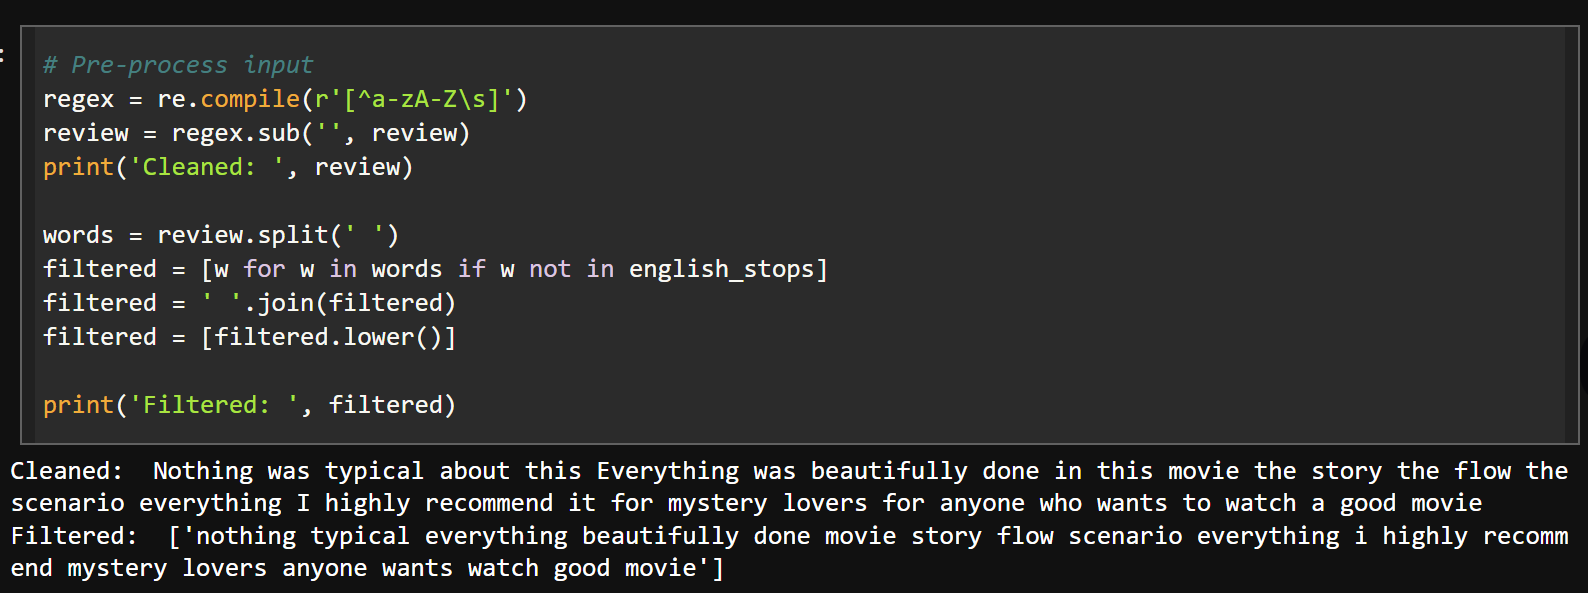 :
# Pre-process input
regex = re.compile(r'[^a-zA-Z\s]')
review = regex.sub('', review)
print('Cleaned: ', review)

words = review.split(' ')
filtered = [w for w in words if w not in english_stops]
filtered = ' '.join(filtered)
filtered = [filtered.lower()]

print('Filtered: ', filtered)
Cleaned:  Nothing was typical about this Everything was beautifully done in this movie the story the flow the
scenario everything I highly recommend it for mystery lovers for anyone who wants to watch a good movie
Filtered:  ['nothing typical everything beautifully done movie story flow scenario everything i highly recomm
end mystery lovers anyone wants watch good movie']